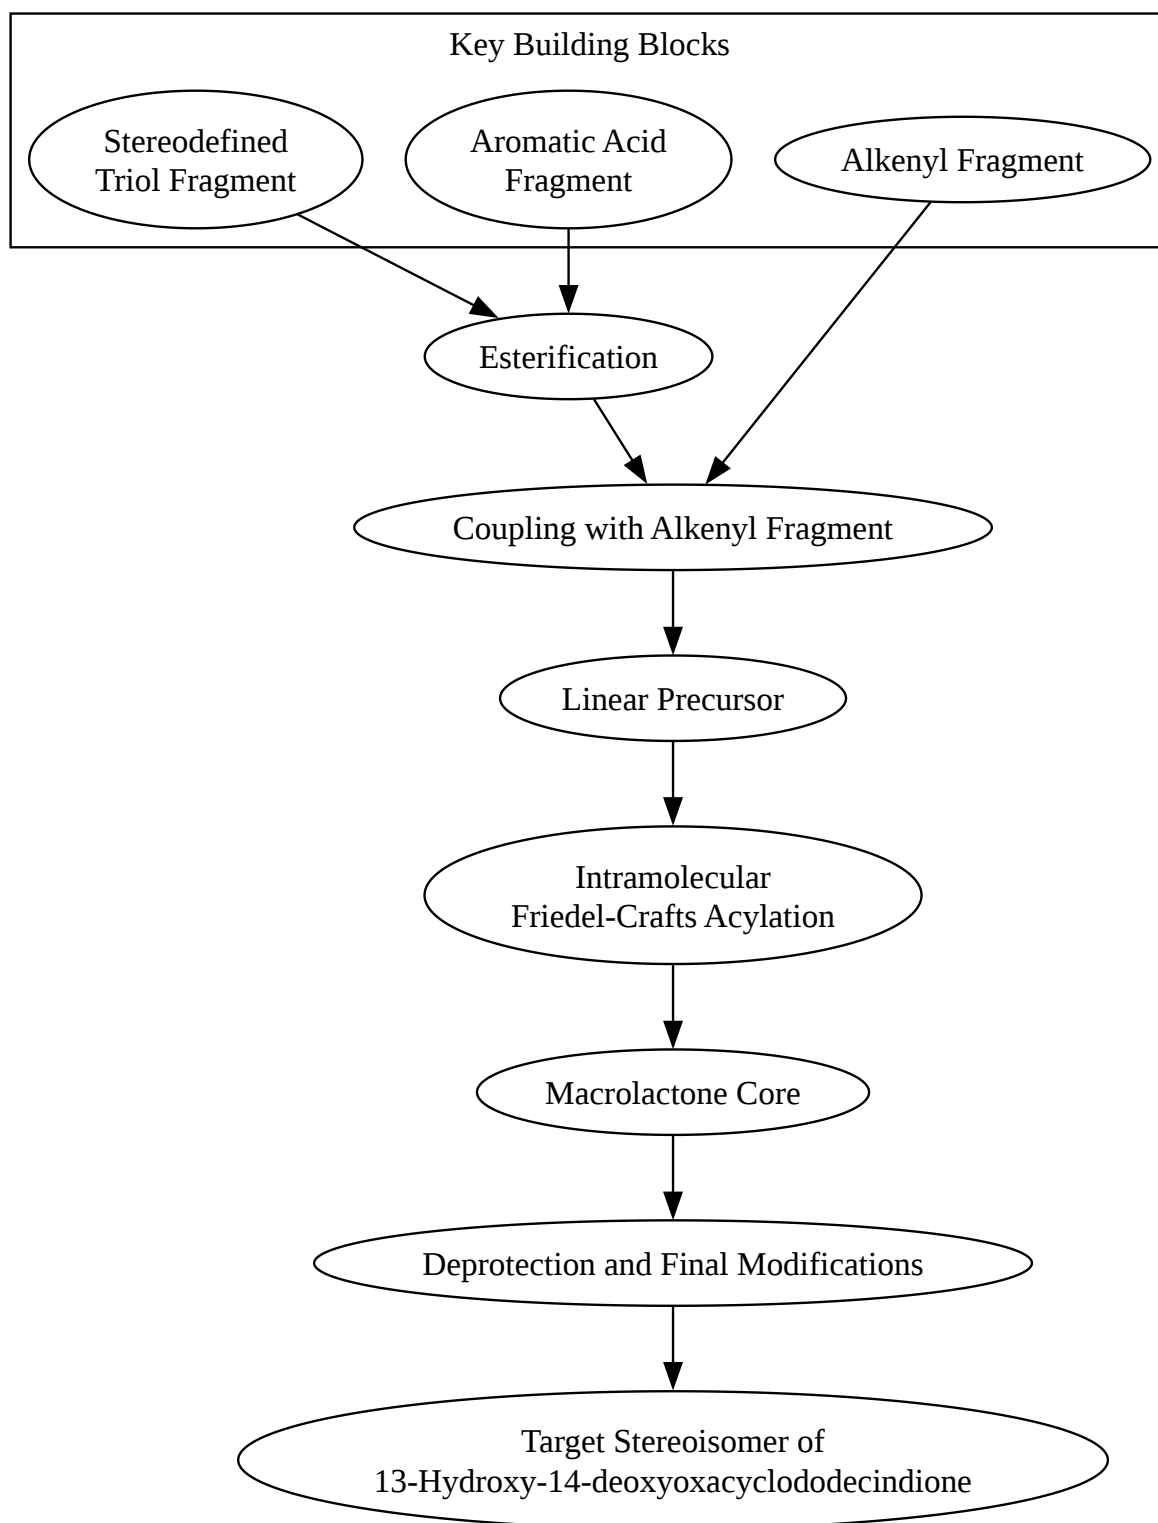 Key Building Blocks
Stereodefined
Triol Fragment
Aromatic Acid
Fragment
Alkenyl Fragment
Esterification
Coupling with Alkenyl Fragment
Linear Precursor
Intramolecular
Friedel-Crafts Acylation
Macrolactone Core
Deprotection and Final Modifications
Target Stereoisomer of
13-Hydroxy-14-deoxyoxacyclododecindione